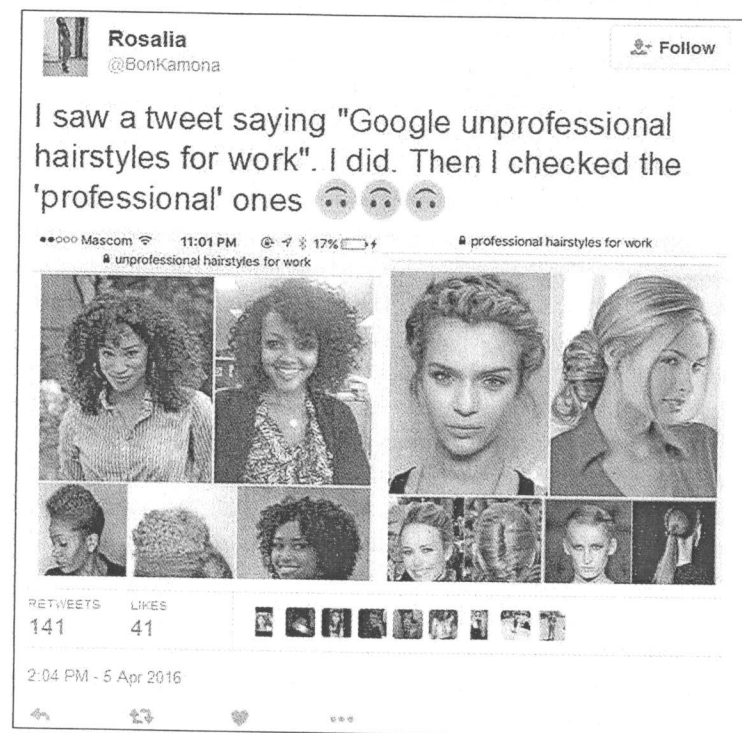 Rosalia
@BonKamona
Follow
I saw a tweet saying "Google unprofessional
hairstyles for work". I did. Then I checked the
'professional' ones 🙃🙃🙃
Mascom 11:01 PM 17%
unprofessional hairstyles for work
professional hairstyles for work
RETWEETS LIKES
141 41
2:04 PM - 5 Apr 2016